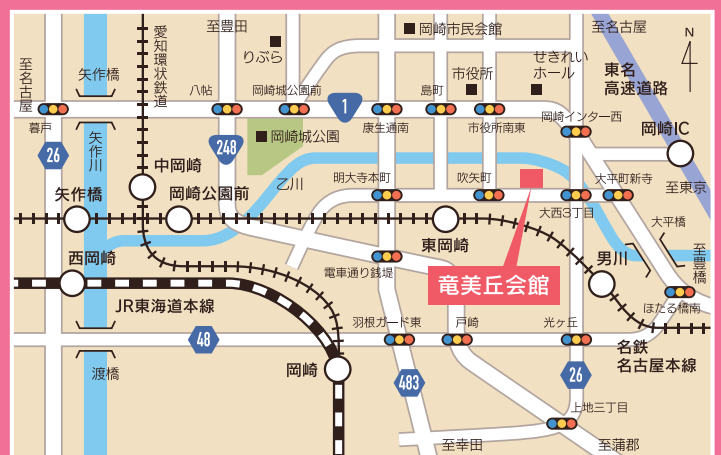 至豊田
至名古屋
N
岡崎市民会館
りぶら
愛知環状鉄道
せきれい
ホール
東名
高速道路
至名古屋
矢作橋
市役所
八帖
岡崎城公園前
島町
1
岡崎インター西
暮戸
康生通南
市役所南東
岡崎IC
矢作川
岡崎城公園
26
248
中岡崎
明大寺本町
吹矢町
大平町新寺
至東京
乙川
矢作橋
岡崎公園前
大西3丁目
大平橋
東岡崎
西岡崎
男川
至豊橋
電車通り銭堤
竜美丘会館
JR東海道本線
ほたる橋南
羽根ガード東
戸崎
光ヶ丘
48
名鉄
名古屋本線
岡崎
渡橋
483
26
上地三丁目
至幸田
至蒲郡